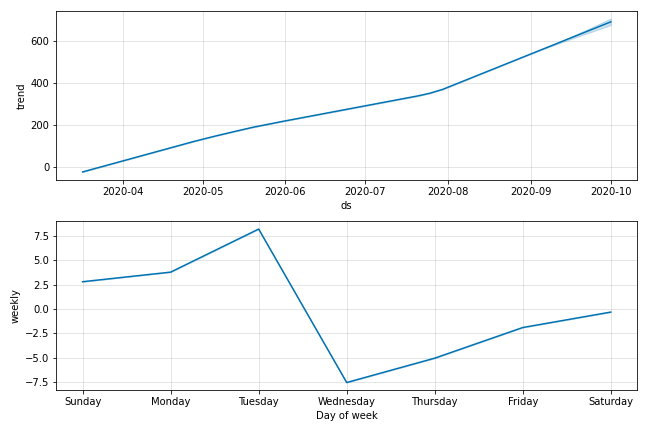 600
400
200
0
trend
2020-04 2020-05 2020-06 2020-07 2020-08 2020-09 2020-10
ds
7.5
5.0
2.5
0.0
−2.5
−5.0
−7.5
weekly
Sunday Monday Tuesday Wednesday Thursday Friday Saturday
Day of week